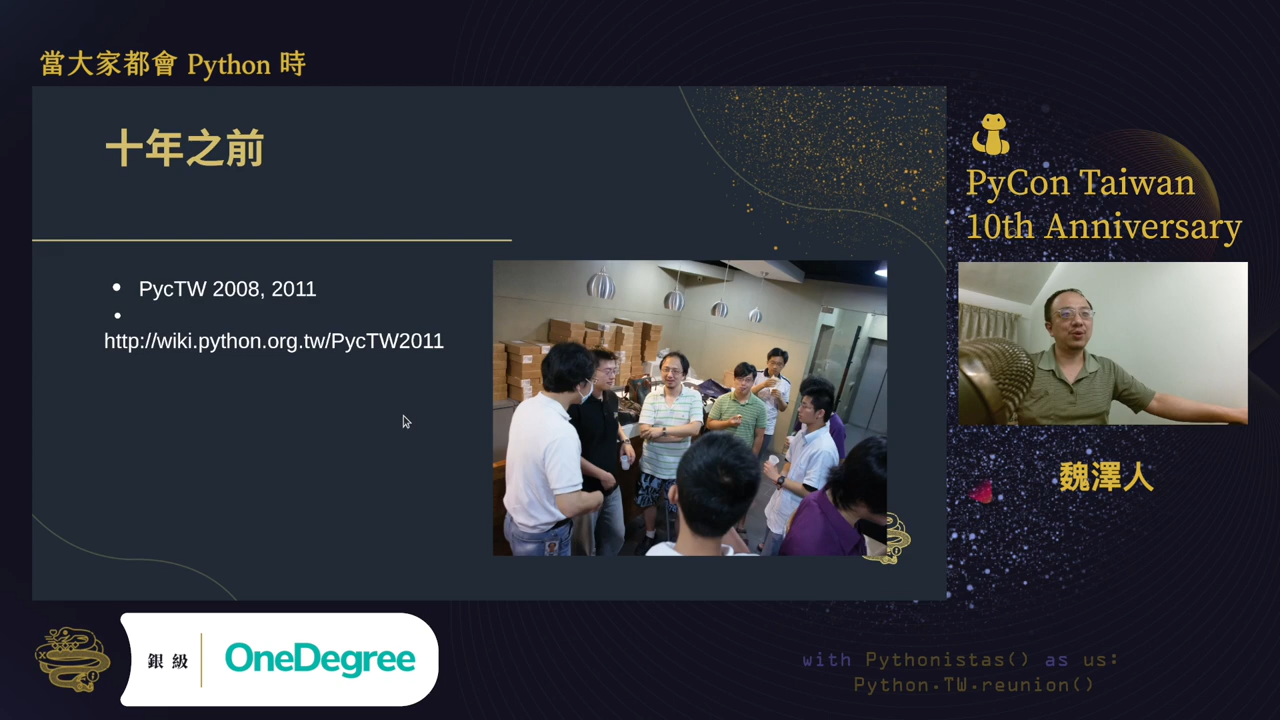 當大家都會 Python 時
十年之前
PycTW 2008, 2011
http://wiki.python.org.tw/PycTW2011
PyCon Taiwan
10th Anniversary
魏澤人
銀級
OneDegree
with Pythonistas() as us:
Python.TW.reunion()